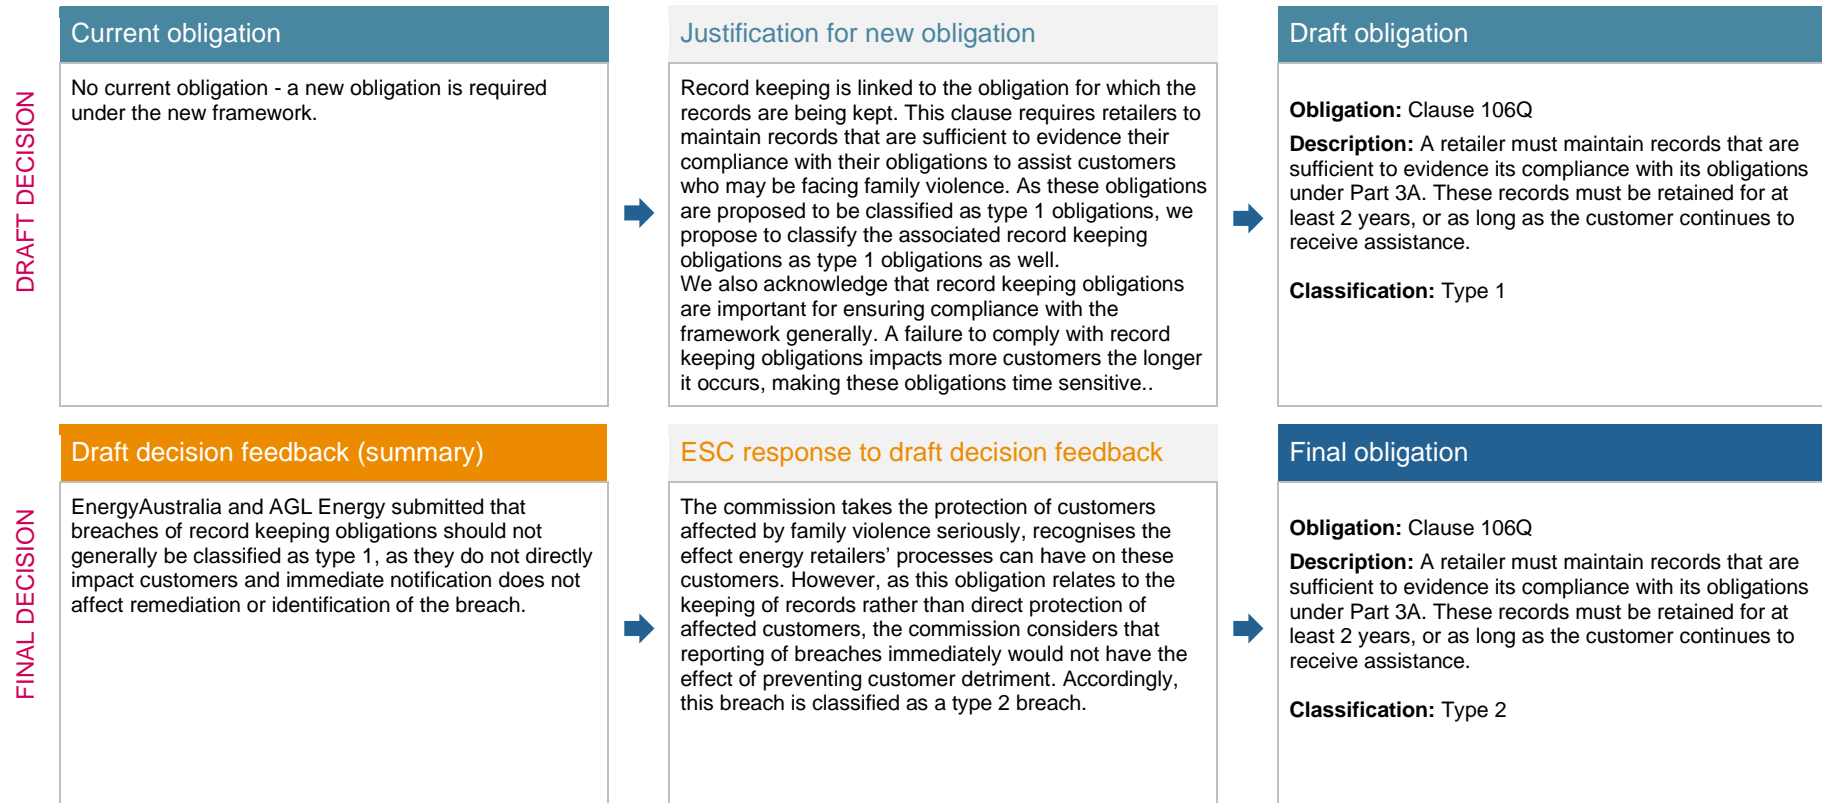 DRAFT DECISION
Current obligation
No current obligation - a new obligation is required
under the new framework.
Justification for new obligation
Record keeping is linked to the obligation for which the
records are being kept. This clause requires retailers to
maintain records that are sufficient to evidence their
compliance with their obligations to assist customers
who may be facing family violence. As these obligations
are proposed to be classified as type 1 obligations, we
propose to classify the associated record keeping
obligations as type 1 obligations as well.
We also acknowledge that record keeping obligations
are important for ensuring compliance with the
framework generally. A failure to comply with record
keeping obligations impacts more customers the longer
it occurs, making these obligations time sensitive..
Draft obligation
Obligation: Clause 106Q
Description: A retailer must maintain records that are
sufficient to evidence its compliance with its obligations
under Part 3A. These records must be retained for at
least 2 years, or as long as the customer continues to
receive assistance.
Classification: Type 1
FINAL DECISION
Draft decision feedback (summary)
EnergyAustralia and AGL Energy submitted that
breaches of record keeping obligations should not
generally be classified as type 1, as they do not directly
impact customers and immediate notification does not
affect remediation or identification of the breach.
ESC response to draft decision feedback
The commission takes the protection of customers
affected by family violence seriously, recognises the
effect energy retailers’ processes can have on these
customers. However, as this obligation relates to the
keeping of records rather than direct protection of
affected customers, the commission considers that
reporting of breaches immediately would not have the
effect of preventing customer detriment. Accordingly,
this breach is classified as a type 2 breach.
Final obligation
Obligation: Clause 106Q
Description: A retailer must maintain records that are
sufficient to evidence its compliance with its obligations
under Part 3A. These records must be retained for at
least 2 years, or as long as the customer continues to
receive assistance.
Classification: Type 2